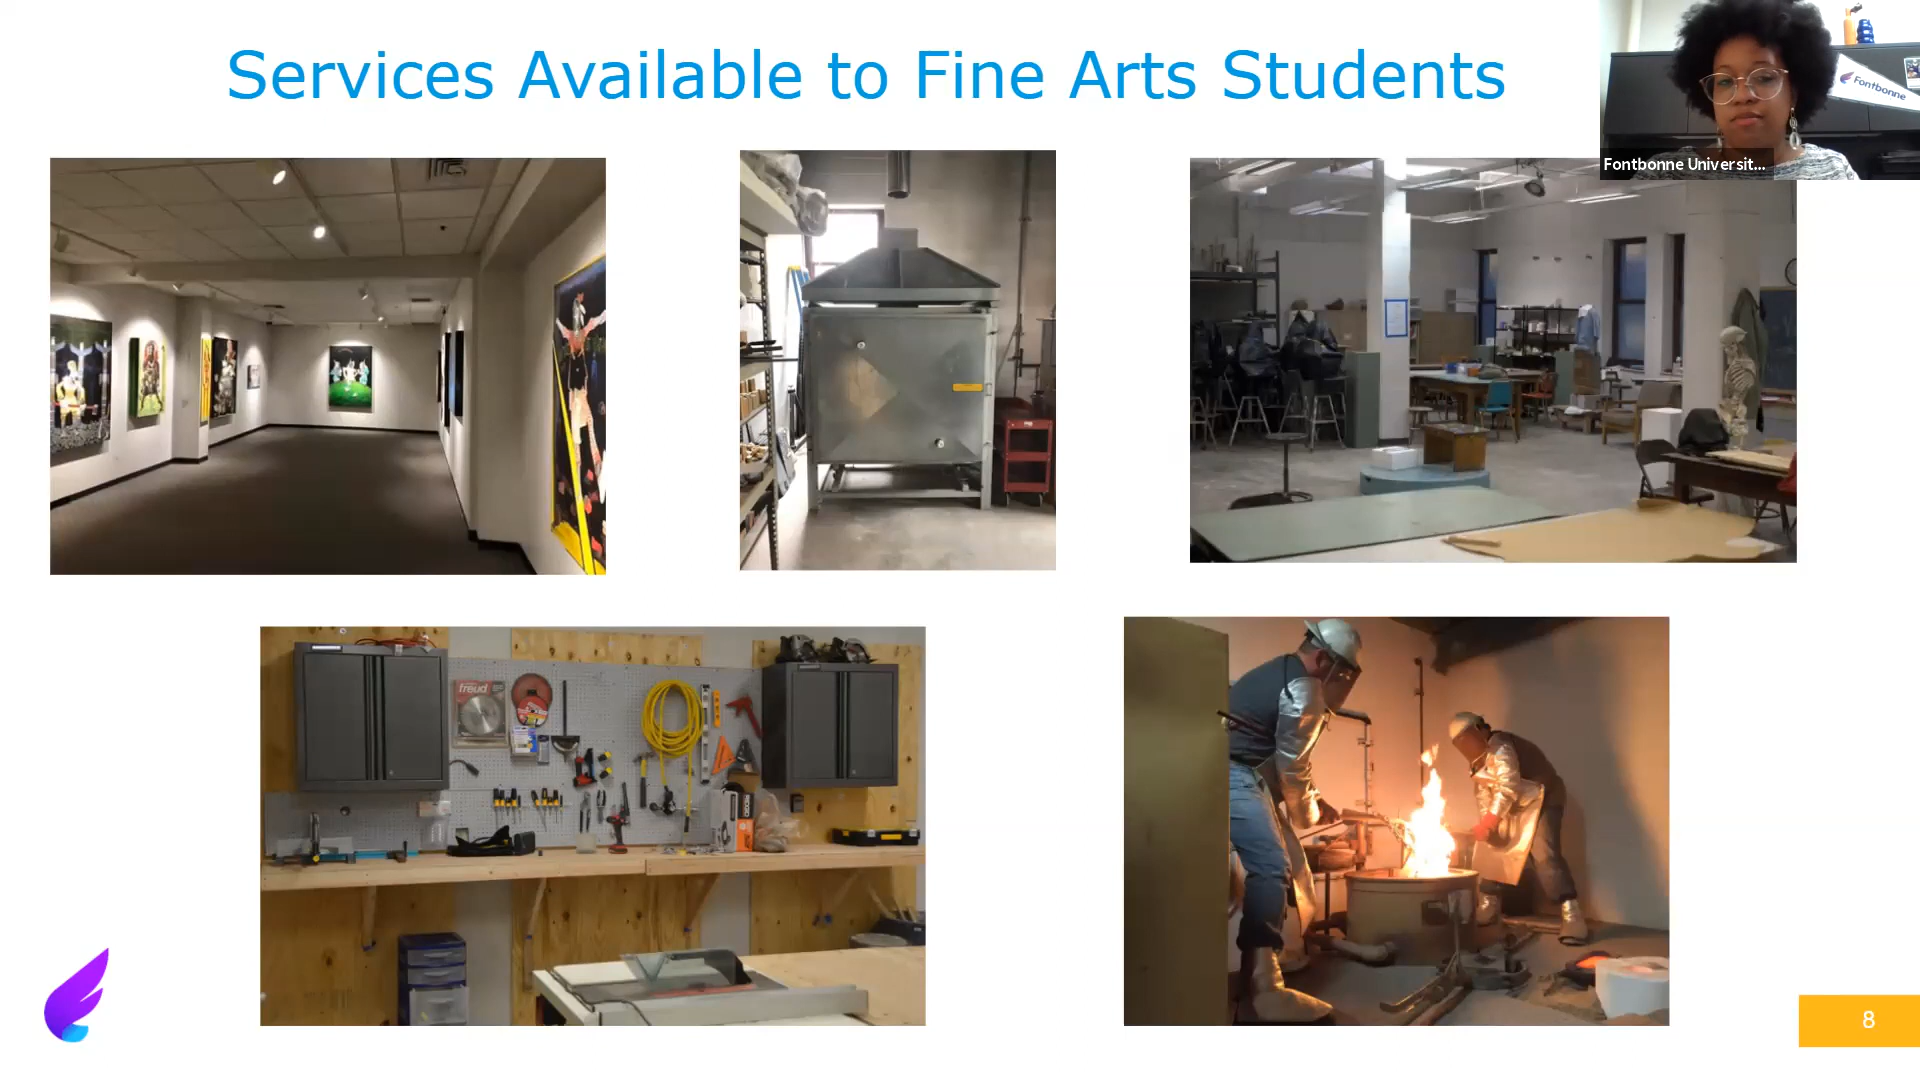 Services Available to Fine Arts Students
Fontbonne
Fontbonne Universit...
freud
8